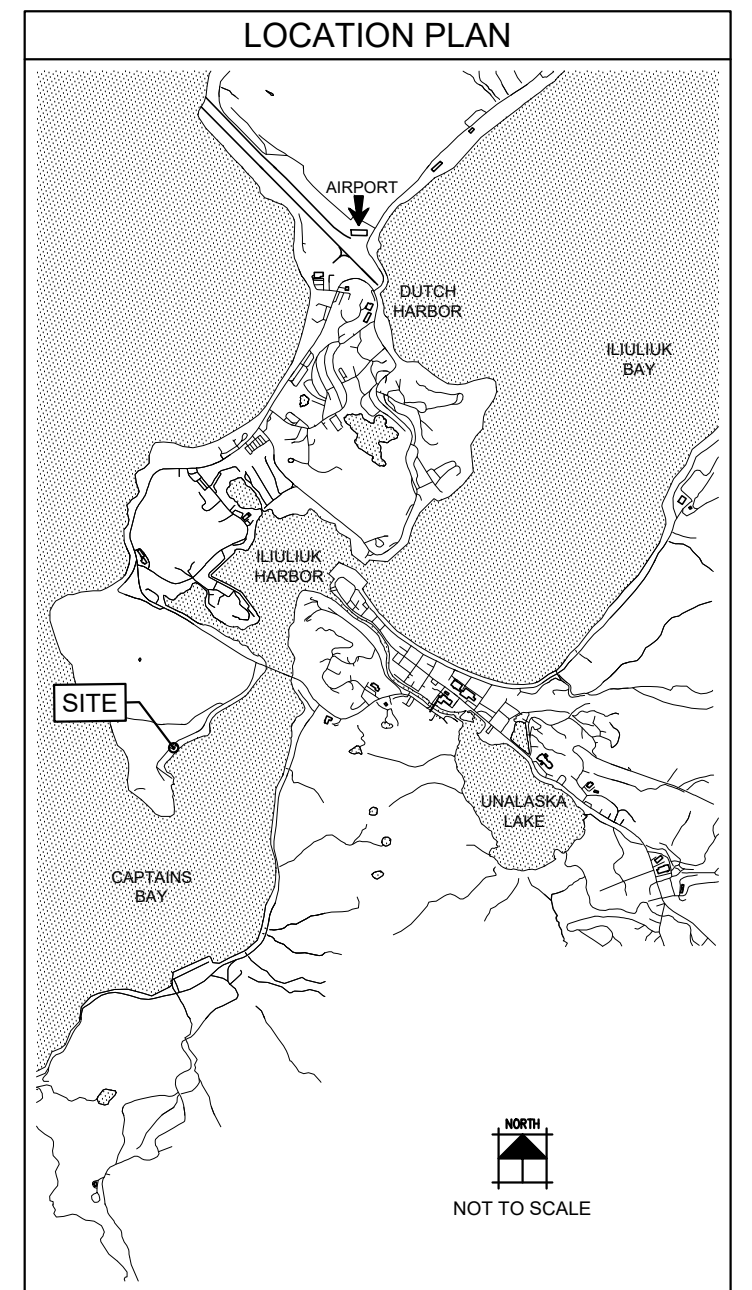 LOCATION PLAN
AIRPORT
DUTCH
HARBOR
ILIULIUK
BAY
ILIULIUK
HARBOR
SITE
UNALASKA
LAKE
CAPTAINS
BAY
NORTH
NOT TO SCALE